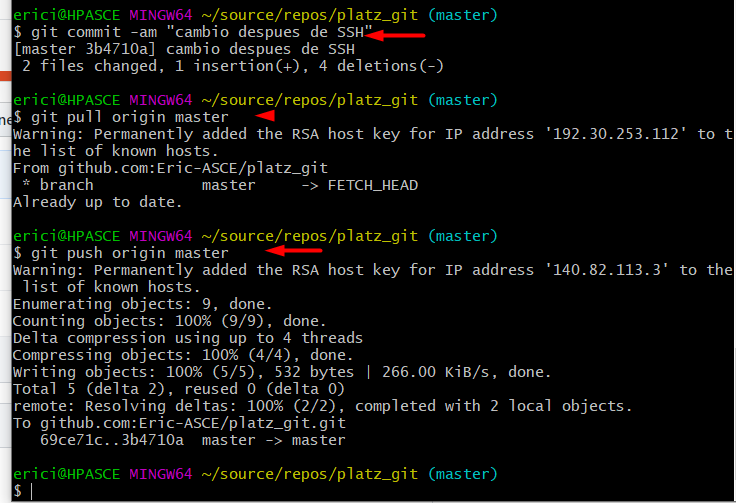 erici@HPASCE MINGW64 ~/source/repos/platz_git (master)
$ git commit -am "cambio despues de SSH"
[master 3b4710a] cambio despues de SSH
 2 files changed, 1 insertion(+), 4 deletions(-)
erici@HPASCE MINGW64 ~/source/repos/platz_git (master)
$ git pull origin master
Warning: Permanently added the RSA host key for IP address '192.30.253.112' to t
he list of known hosts.
From github.com:Eric-ASCE/platz_git
 * branch            master     -> FETCH_HEAD
Already up to date.
erici@HPASCE MINGW64 ~/source/repos/platz_git (master)
$ git push origin master
Warning: Permanently added the RSA host key for IP address '140.82.113.3' to the
 list of known hosts.
Enumerating objects: 9, done.
Counting objects: 100% (9/9), done.
Delta compression using up to 4 threads
Compressing objects: 100% (4/4), done.
Writing objects: 100% (5/5), 532 bytes | 266.00 KiB/s, done.
Total 5 (delta 2), reused 0 (delta 0)
remote: Resolving deltas: 100% (2/2), completed with 2 local objects.
To github.com:Eric-ASCE/platz_git.git
   69ce71c..3b4710a  master -> master
erici@HPASCE MINGW64 ~/source/repos/platz_git (master)
$